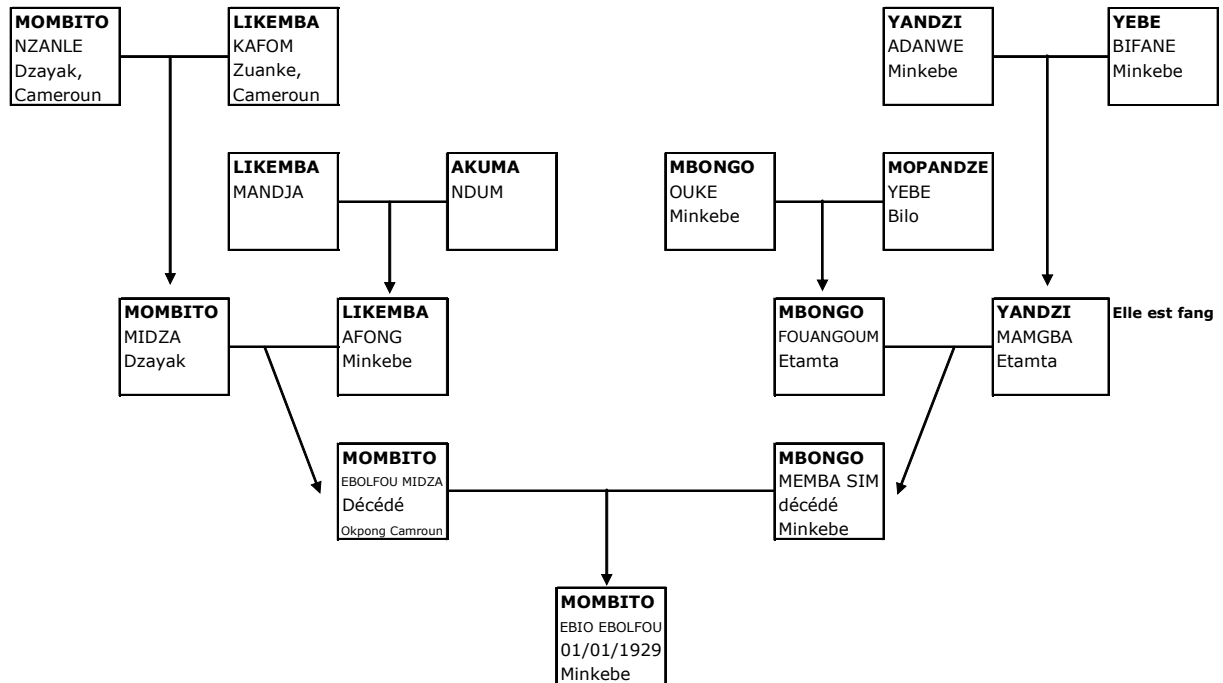 MOMBITO
NZANLE
Dzayak,
Cameroun
LIKEMBA
KAFOM
Zuanke,
Cameroun
YANDZI
ADANWE
Minkebe
YEBE
BIFANE
Minkebe
LIKEMBA
MANDJA
AKUMA
NDUM
MBONGO
OUKE
Minkebe
MOPANDZE
YEBE
Bilo
MOMBITO
MIDZA
Dzayak
LIKEMBA
AFONG
Minkebe
MBONGO
FOUANGOUM
Etamta
YANDZI
MAMGBA
Etamta
Elle est fang
MOMBITO
EBOLFOU MIDZA
Décédé
Okpong Camroun
MBONGO
MEMBA SIM
décédé
Minkebe
MOMBITO
EBIO EBOLFOU
01/01/1929
Minkebe